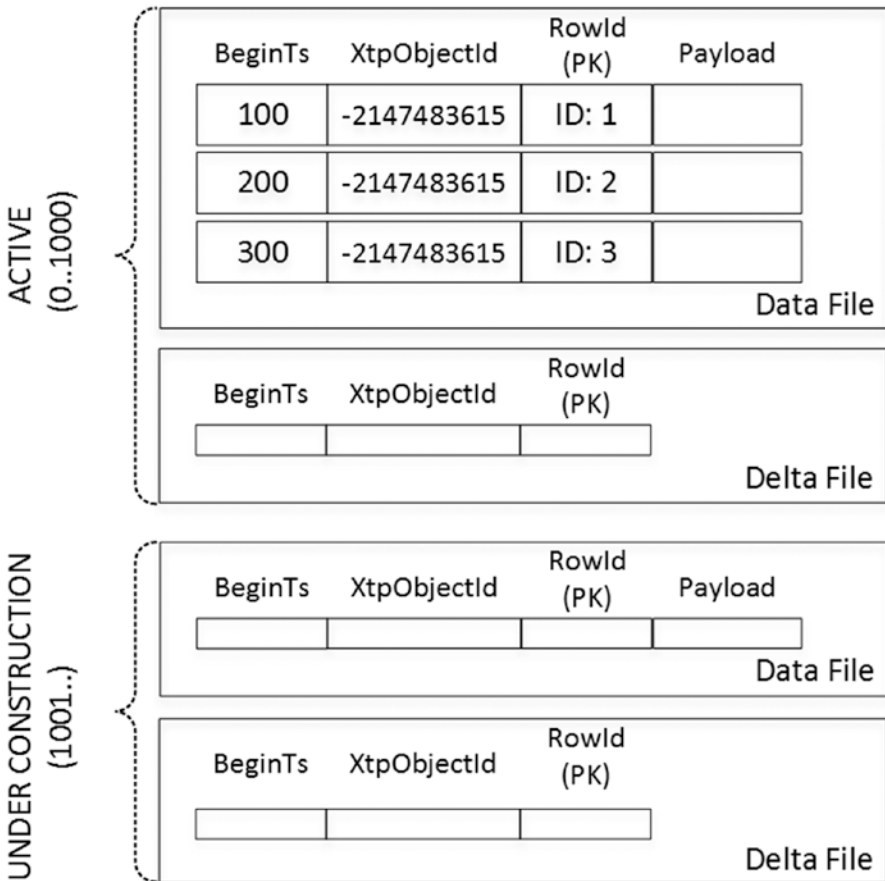 ACTIVE
(0..1000)
BeginTs XtpObjectId RowId (PK) Payload
100 -2147483615 ID: 1
200 -2147483615 ID: 2
300 -2147483615 ID: 3
Data File
BeginTs XtpObjectId RowId (PK)
Delta File
UNDER CONSTRUCTION
(1001..)
BeginTs XtpObjectId RowId (PK) Payload
Data File
BeginTs XtpObjectId RowId (PK)
Delta File